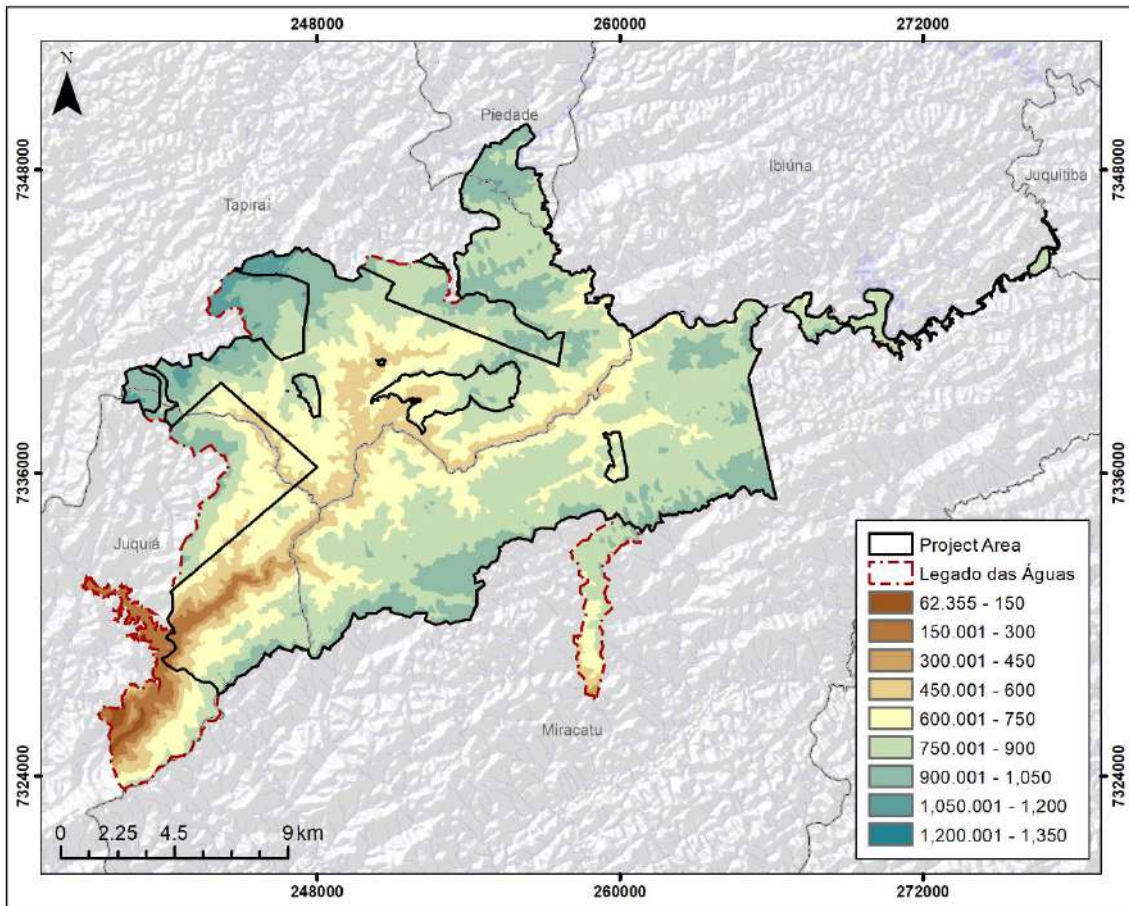 248000 260000 272000
N
Piedade
7348000 Ibiúna 7348000
Juquitiba
Tapiraí
7336000 7336000
Juquiá
Project Area
Legado das Águas
62.355 - 150
150.001 - 300
300.001 - 450
450.001 - 600
600.001 - 750
750.001 - 900
900.001 - 1,050
1,050.001 - 1,200
1,200.001 - 1,350
Miracatu
7324000 7324000
0 2.25 4.5 9 km
248000 260000 272000